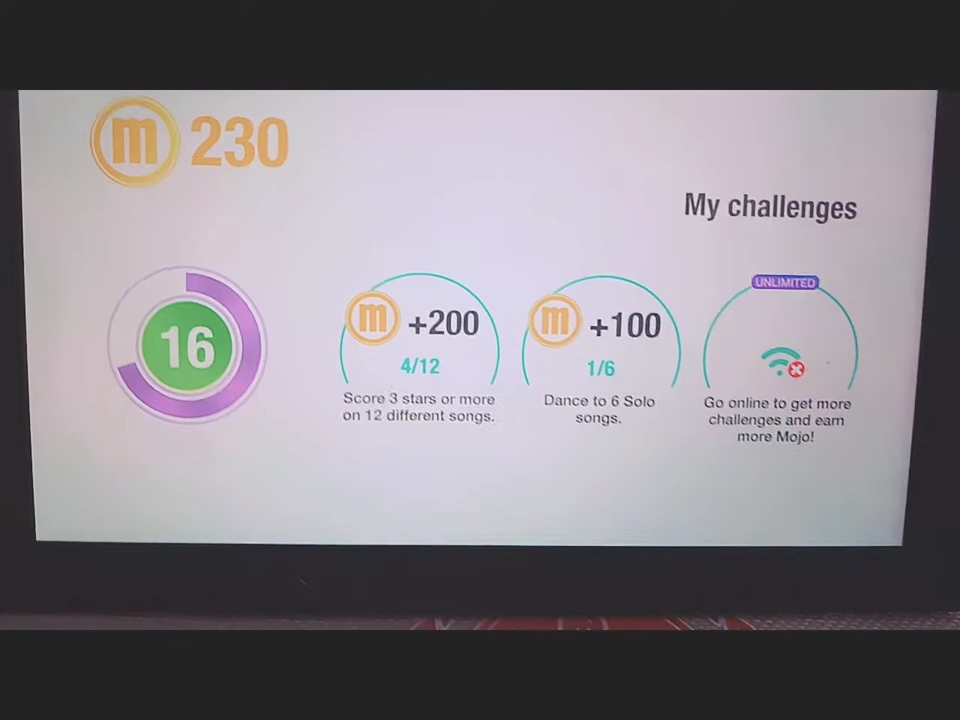 m 230
My challenges
16
m +200
4/12
Score 3 stars or more
on 12 different songs.
m +100
1/6
Dance to 6 Solo
songs.
UNLIMITED
Go online to get more
challenges and earn
more Mojo!